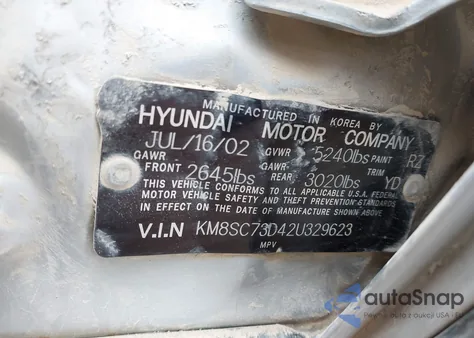 MANUFACTURED IN KOREA BY
HYUNDAI MOTOR COMPANY
JUL/16/02 GVWR 5240lbs PAINT RZ
GAWR FRONT 2645lbs GAWR REAR 3020lbs TRIM YD
THIS VEHICLE CONFORMS TO ALL APPLICABLE U.S.A. FEDERAL
MOTOR VEHICLE SAFETY AND THEFT PREVENTION STANDARDS
IN EFFECT ON THE DATE OF MANUFACTURE SHOWN ABOVE.
V.I.N KM8SC73D42U329623
MPV
autoSnap